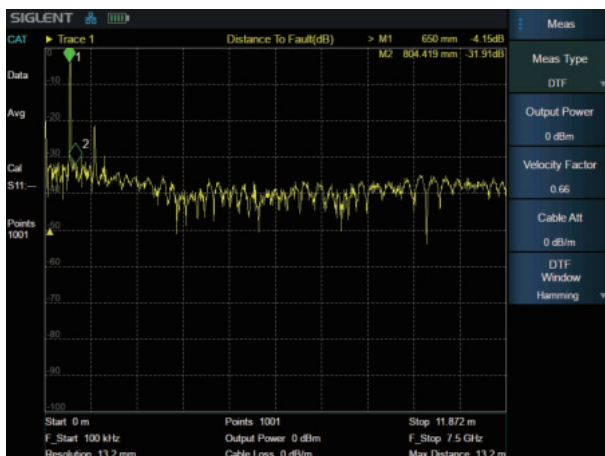 SIGLENT
CAT
Trace 1
Distance To Fault(dB)
> M1 650 mm -4.15dB
M2 804.419 mm -31.91dB
Data
Avg
Cal
S11:---
Points
1001
0
-10
-20
-30
-40
-50
-60
-70
-80
-90
-100
1
2
Start 0 m
Points 1001
Stop 11.872 m
F_Start 100 kHz
Output Power 0 dBm
F_Stop 7.5 GHz
Resolution 13.2 mm
Cable Loss 0 dB/m
Max Distance 13.2 m
Meas
Meas Type
DTF
Output Power
0 dBm
Velocity Factor
0.66
Cable Att
0 dB/m
DTF
Window
Hamming